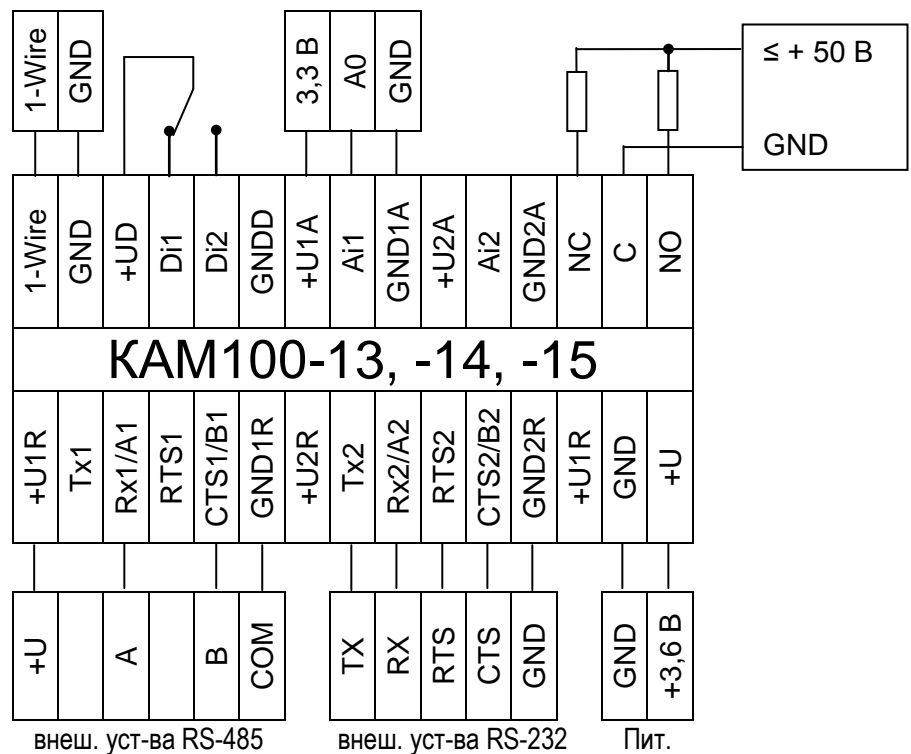 1-Wire
GND
3,3 В
A0
GND
≤ + 50 В
GND
1-Wire
GND
+UD
Di1
Di2
GNDD
+U1A
Ai1
GND1A
+U2A
Ai2
GND2A
NC
C
NO
КАМ100-13, -14, -15
+U1R
Tx1
Rx1/A1
RTS1
CTS1/B1
GND1R
+U2R
Tx2
Rx2/A2
RTS2
CTS2/B2
GND2R
+U1R
GND
+U
+U
A
B
COM
TX
RX
RTS
CTS
GND
GND
+3,6 В
внеш. уст-ва RS-485
внеш. уст-ва RS-232
Пит.